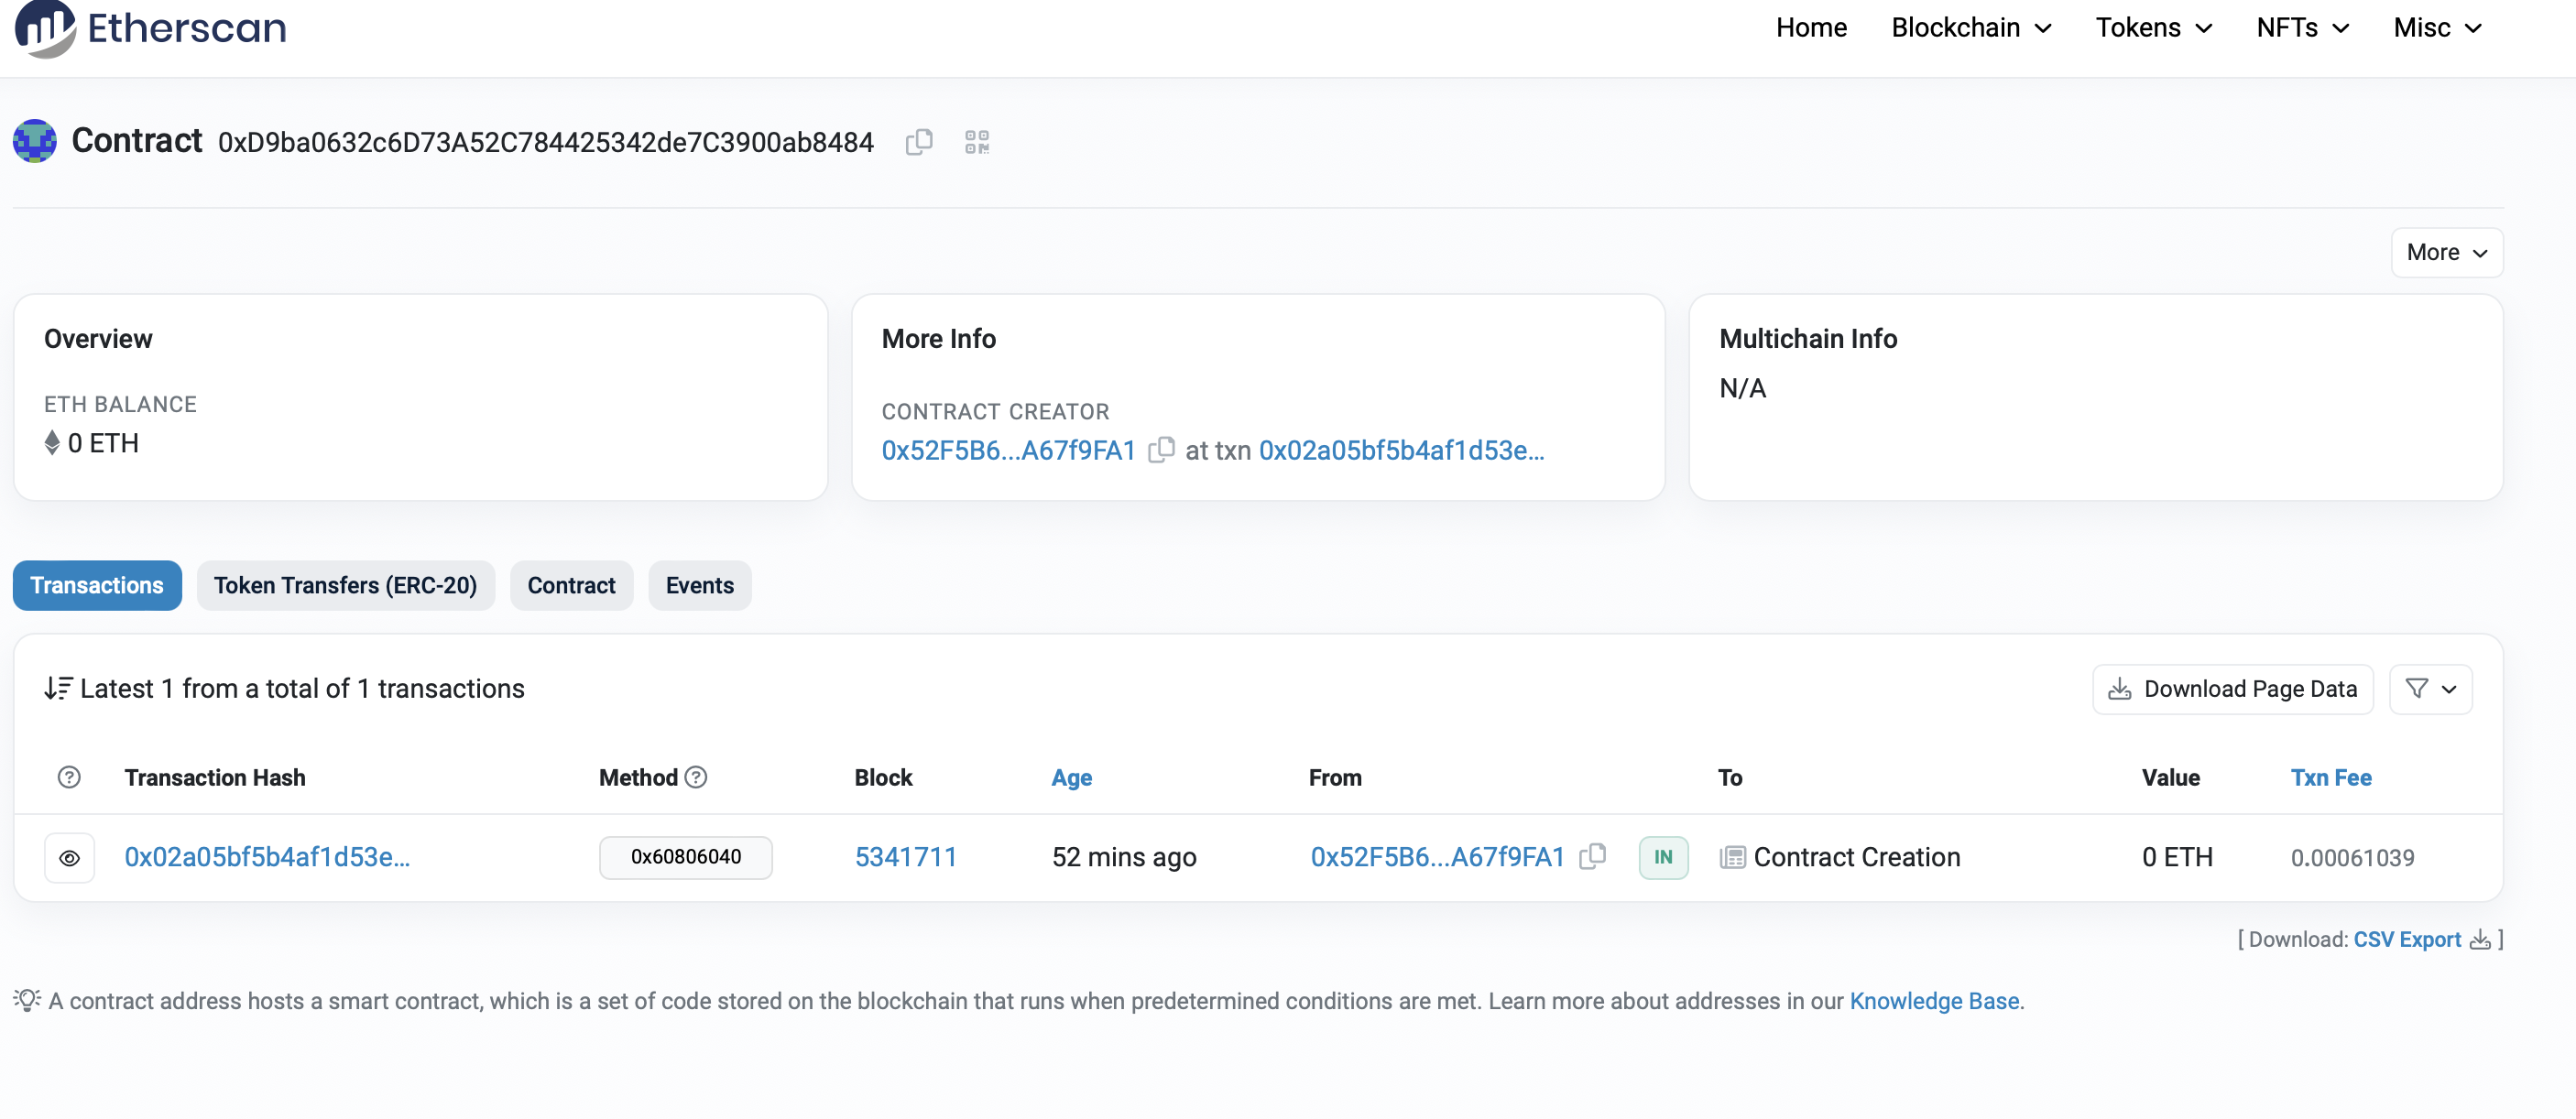 Etherscan
Home Blockchain Tokens NFTs Misc
Contract 0xD9ba0632c6D73A52C784425342de7C3900ab8484
More
Overview
ETH BALANCE
0 ETH
More Info
CONTRACT CREATOR
0x52F5B6...A67f9FA1 at txn 0x02a05bf5b4af1d53e...
Multichain Info
N/A
Transactions Token Transfers (ERC-20) Contract Events
Latest 1 from a total of 1 transactions
Download Page Data
Transaction Hash Method Block Age From To Value Txn Fee
0x02a05bf5b4af1d53e... 0x60806040 5341711 52 mins ago 0x52F5B6...A67f9FA1 IN Contract Creation 0 ETH 0.00061039
[ Download: CSV Export ]
A contract address hosts a smart contract, which is a set of code stored on the blockchain that runs when predetermined conditions are met. Learn more about addresses in our Knowledge Base.